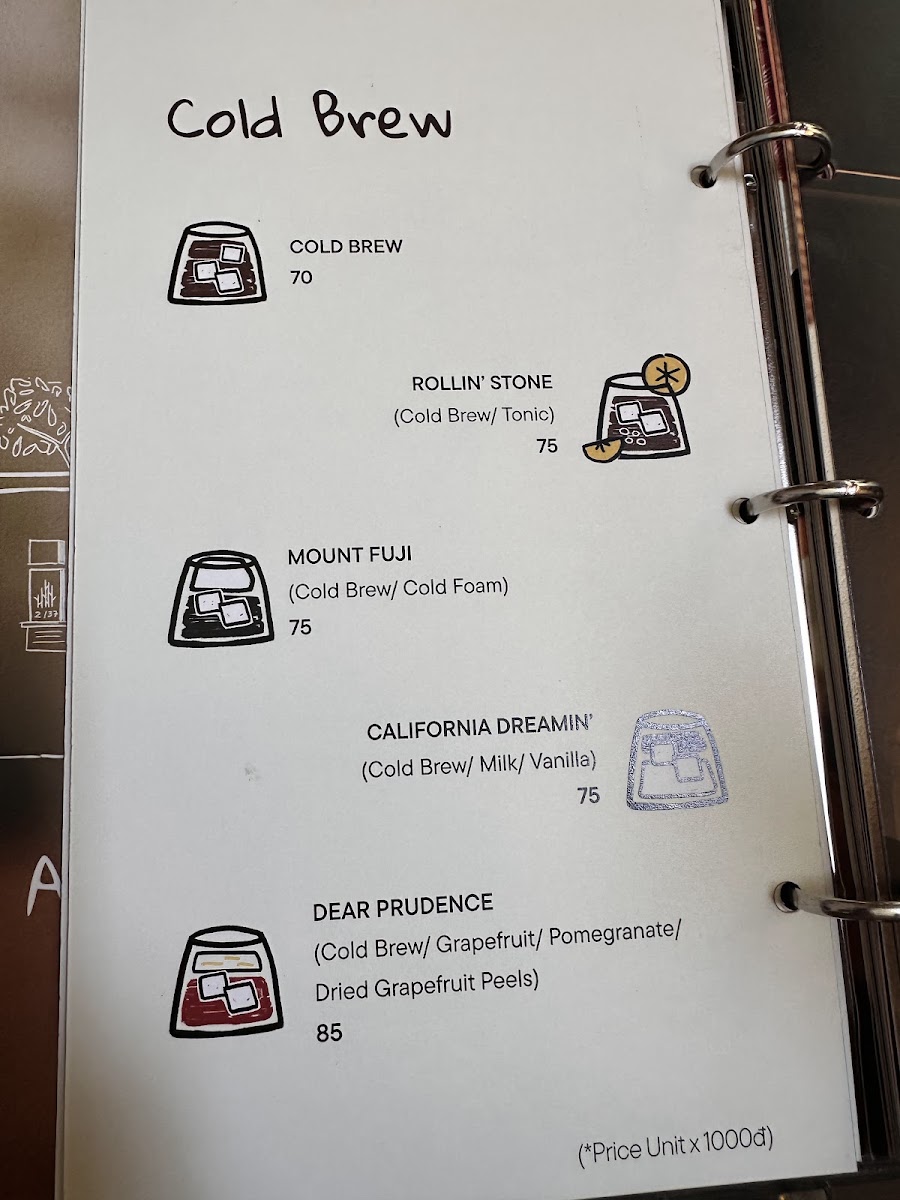 Cold Brew
COLD BREW
70
ROLLIN' STONE
(Cold Brew/ Tonic)
75
MOUNT FUJI
(Cold Brew/ Cold Foam)
75
2 /37
CALIFORNIA DREAMIN'
(Cold Brew/ Milk/ Vanilla)
75
A
DEAR PRUDENCE
(Cold Brew/ Grapefruit/ Pomegranate/
Dried Grapefruit Peels)
85
(*Price Unit x 1000đ)